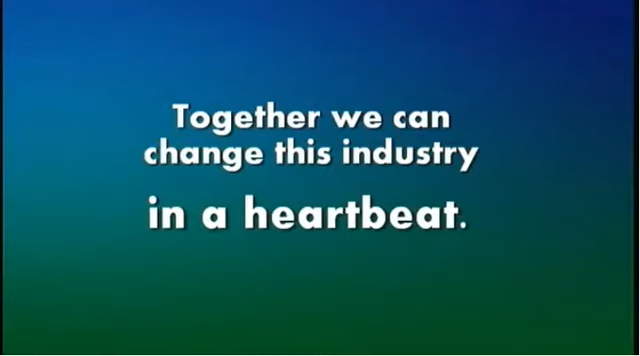 Together we can
change this industry
in a heartbeat.